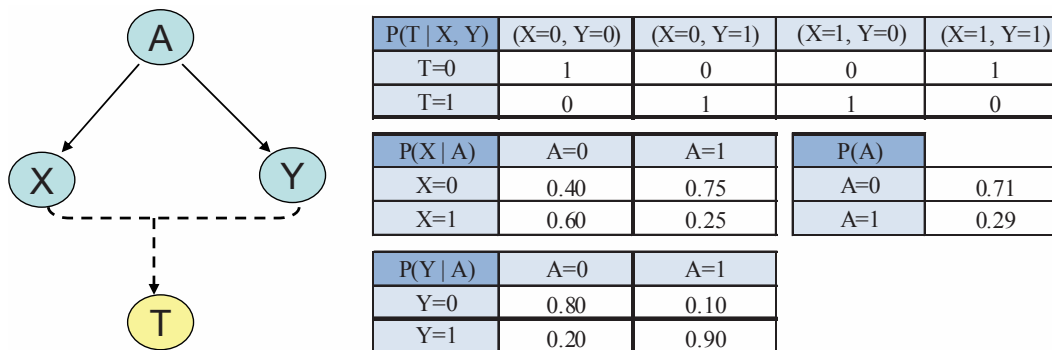 A
X
Y
T
P(T | X, Y) (X=0, Y=0) (X=0, Y=1) (X=1, Y=0) (X=1, Y=1)
T=0 1 0 0 1
T=1 0 1 1 0
P(X | A) A=0 A=1
X=0 0.40 0.75
X=1 0.60 0.25
P(A)
A=0 0.71
A=1 0.29
P(Y | A) A=0 A=1
Y=0 0.80 0.10
Y=1 0.20 0.90